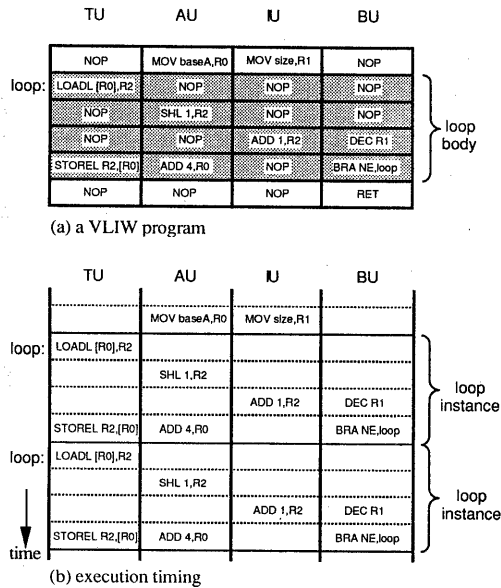 TU AU IU BU
NOP MOV baseA,R0 MOV size,R1 NOP
loop: LOADL [R0],R2 NOP NOP NOP
NOP SHL 1,R2 NOP NOP
NOP NOP ADD 1,R2 DEC R1
STOREL R2,[R0] ADD 4,R0 NOP BRA NE,loop
NOP NOP NOP RET
loop
body
(a) a VLIW program
TU AU IU BU
MOV baseA,R0 MOV size,R1
loop: LOADL [R0],R2
SHL 1,R2
ADD 1,R2 DEC R1
STOREL R2,[R0] ADD 4,R0 BRA NE,loop
loop
instance
loop: LOADL [R0],R2
SHL 1,R2
ADD 1,R2 DEC R1
STOREL R2,[R0] ADD 4,R0 BRA NE,loop
loop
instance
time
(b) execution timing